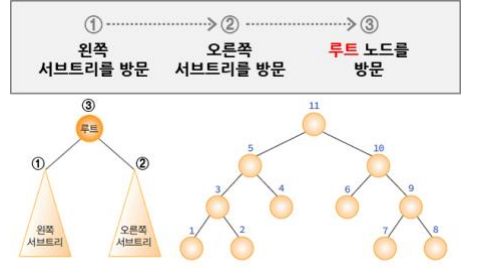 ① ② ③
왼쪽 오른쪽 루트 노드를
서브트리를 방문 서브트리를 방문 방문
③
루트
① ②
왼쪽
서브트리
오른쪽
서브트리
11
5 10
3 4 6 9
1 2 7 8